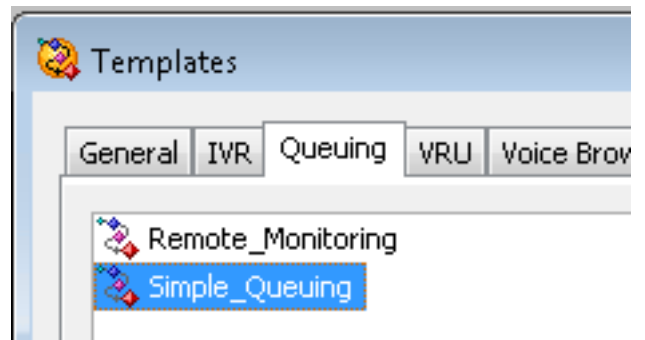 Templates
General IVR Queuing VRU Voice Brow
Remote_Monitoring
Simple_Queuing